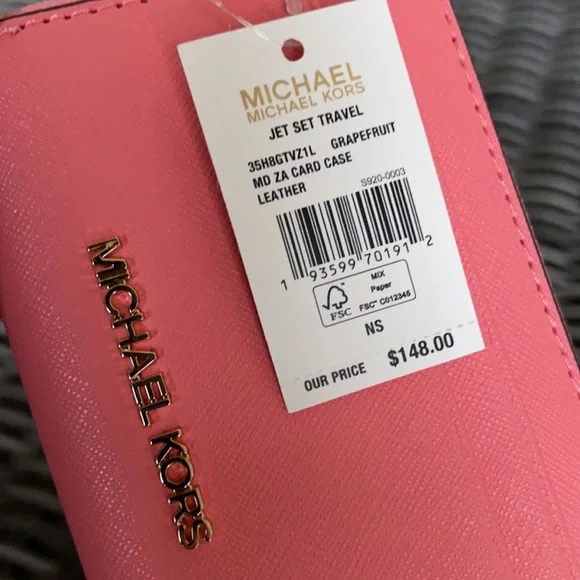 MICHAEL
MICHAEL KORS
JET SET TRAVEL
35H8GTVZ1L GRAPEFRUIT
MD ZA CARD CASE
LEATHER
S920-0003
1 93599 70191 2
FSC
MIX
Paper
FSC™ C012345
NS
OUR PRICE $148.00
MICHAEL KORS